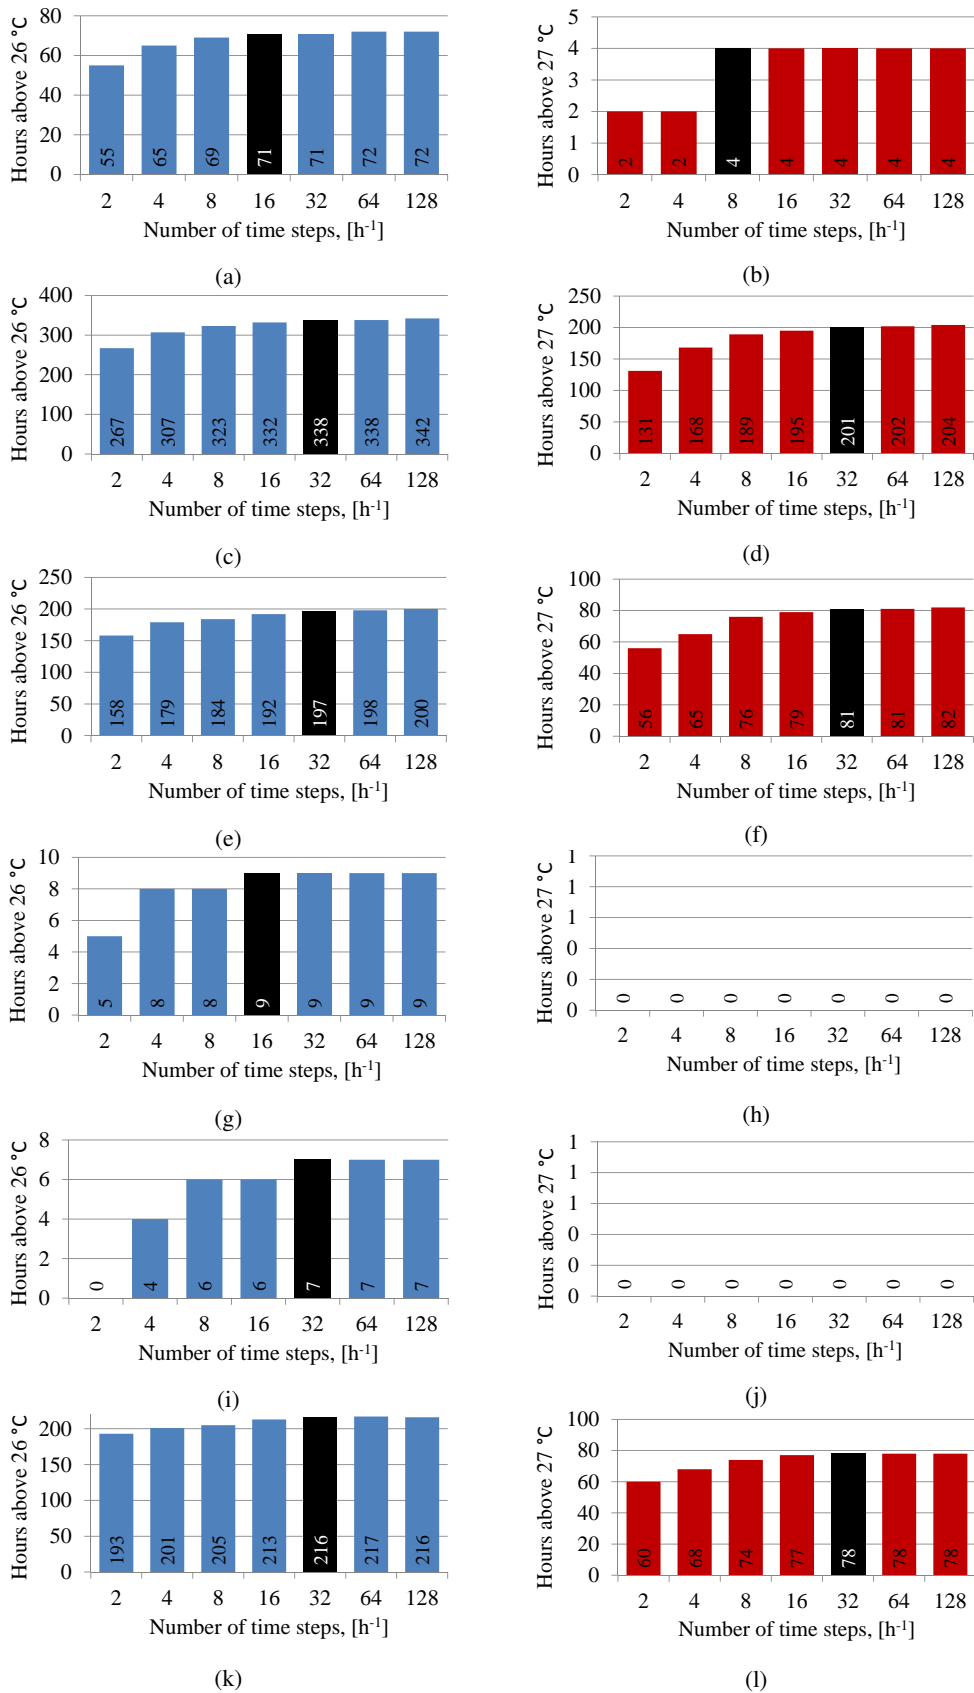 Hours above 26 °C
80
60
40
20
0
55 65 69 71 71 72 72
2 4 8 16 32 64 128
Number of time steps, [h-1]
(a)
Hours above 27 °C
5
4
3
2
1
0
2 2 4 4 4 4 4
2 4 8 16 32 64 128
Number of time steps, [h-1]
(b)
Hours above 26 °C
400
300
200
100
0
267 307 323 332 338 338 342
2 4 8 16 32 64 128
Number of time steps, [h-1]
(c)
Hours above 27 °C
250
200
150
100
50
0
131 168 189 195 201 202 204
2 4 8 16 32 64 128
Number of time steps, [h-1]
(d)
Hours above 26 °C
250
200
150
100
50
0
158 179 184 192 197 198 200
2 4 8 16 32 64 128
Number of time steps, [h-1]
(e)
Hours above 27 °C
100
80
60
40
20
0
56 65 76 79 81 81 82
2 4 8 16 32 64 128
Number of time steps, [h-1]
(f)
Hours above 26 °C
10
8
6
4
2
0
5 8 8 9 9 9 9
2 4 8 16 32 64 128
Number of time steps, [h-1]
(g)
Hours above 27 °C
1
1
1
0
0
0
0 0 0 0 0 0 0
2 4 8 16 32 64 128
Number of time steps, [h-1]
(h)
Hours above 26 °C
8
6
4
2
0
0 4 6 6 7 7 7
2 4 8 16 32 64 128
Number of time steps, [h-1]
(i)
Hours above 27 °C
1
1
1
0
0
0
0 0 0 0 0 0 0
2 4 8 16 32 64 128
Number of time steps, [h-1]
(j)
Hours above 26 °C
200
150
100
50
0
193 201 205 213 216 217 216
2 4 8 16 32 64 128
Number of time steps, [h-1]
(k)
Hours above 27 °C
100
80
60
40
20
0
60 68 74 77 78 78 78
2 4 8 16 32 64 128
Number of time steps, [h-1]
(l)